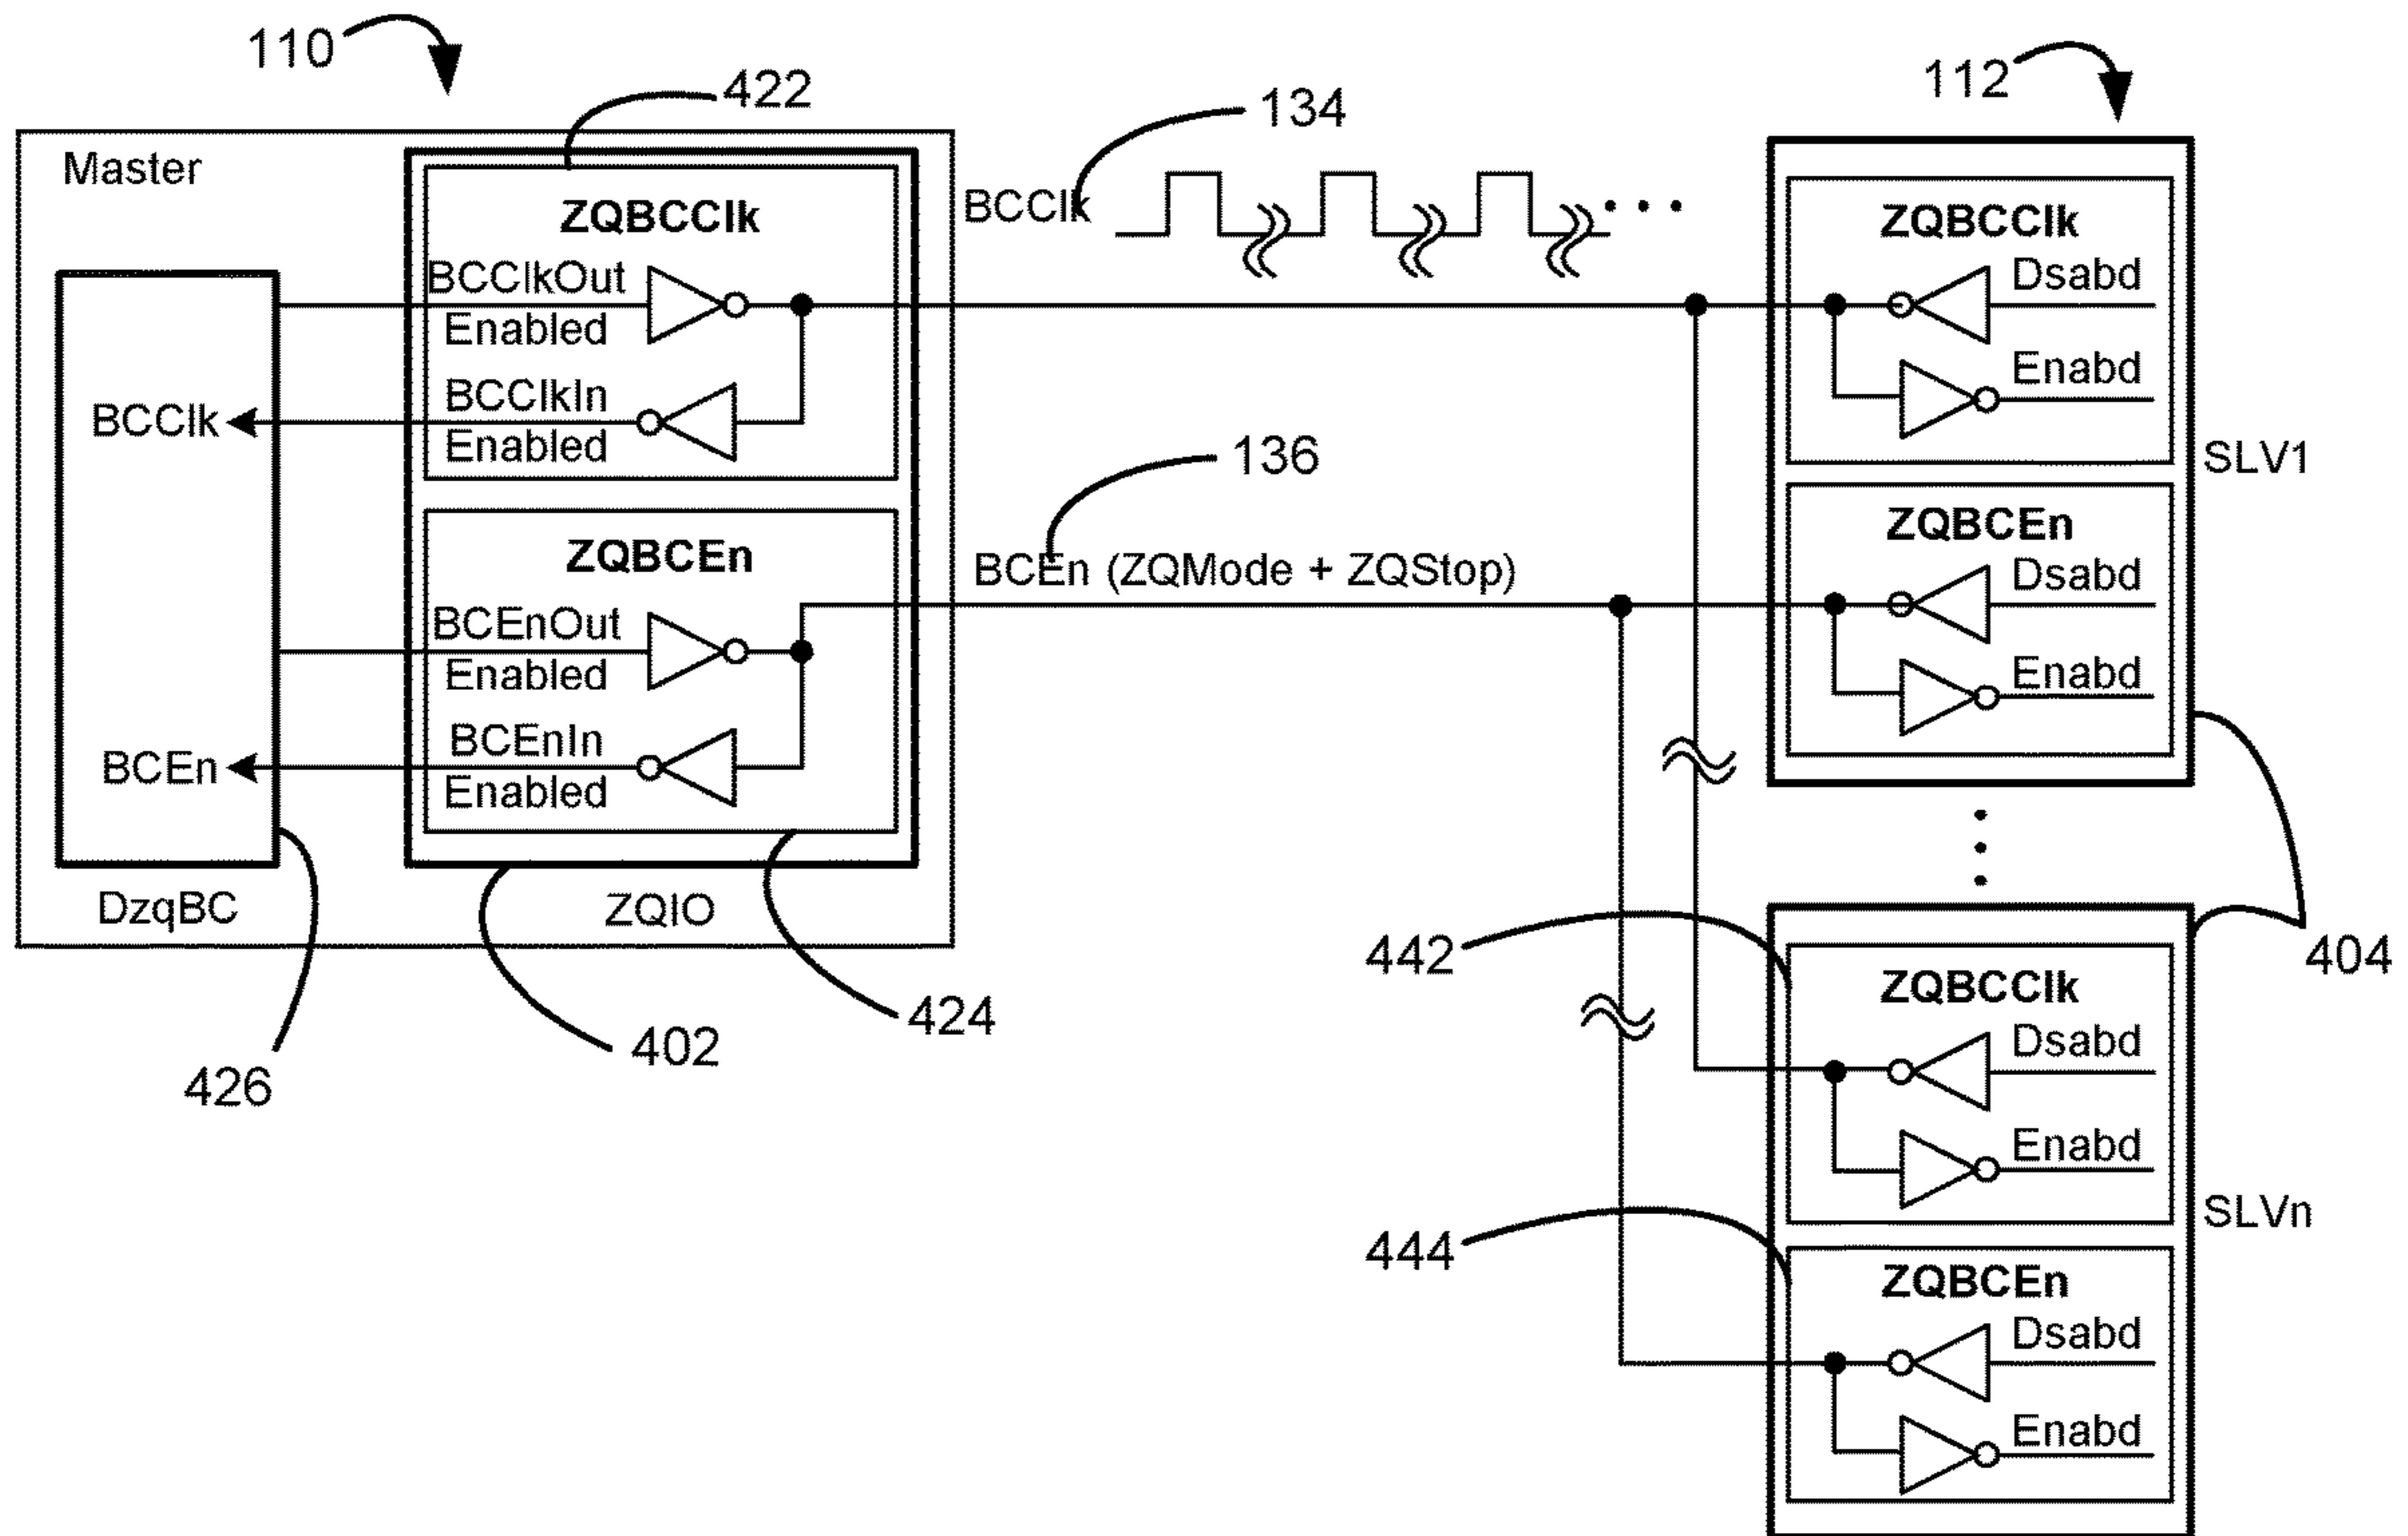 110
422
134
112
Master
ZQBCClk
BCClk
ZQBCClk
BCClkOut
Enabled
Dsabd
BCClkIn
Enabled
Enabd
BCClk
136
SLV1
ZQBCEn
BCEn (ZQMode + ZQStop)
ZQBCEn
Dsabd
BCEnOut
Enabled
Enabd
BCEnIn
Enabled
BCEn
DzqBC
ZQIO
442
404
ZQBCClk
424
402
Dsabd
426
Enabd
SLVn
444
ZQBCEn
Dsabd
Enabd